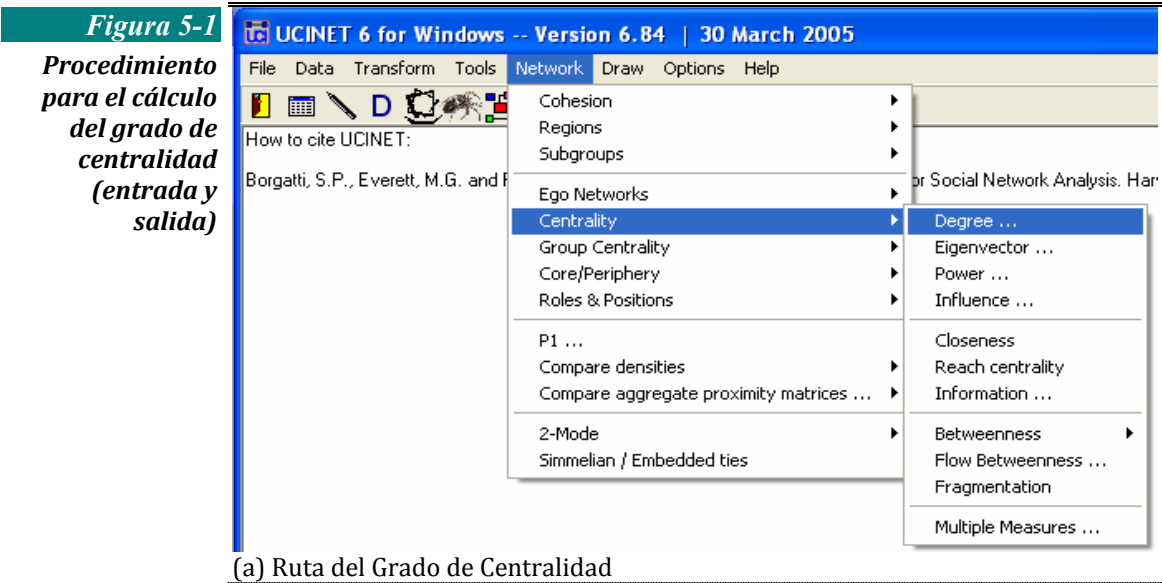 Figura 5-1
Procedimiento
para el cálculo
del grado de
centralidad
(entrada y
salida)
UCINET 6 for Windows -- Version 6.84 | 30 March 2005
File Data Transform Tools Network Draw Options Help
D
How to cite UCINET:
Borgatti, S.P., Everett, M.G. and
or Social Network Analysis. Har
Cohesion
Regions
Subgroups
Ego Networks
Centrality
Group Centrality
Core/Periphery
Roles & Positions
P1 ...
Compare densities
Compare aggregate proximity matrices ...
2-Mode
Simmelian / Embedded ties
Degree ...
Eigenvector ...
Power ...
Influence ...
Closeness
Reach centrality
Information ...
Betweenness
Flow Betweenness ...
Fragmentation
Multiple Measures ...
(a) Ruta del Grado de Centralidad